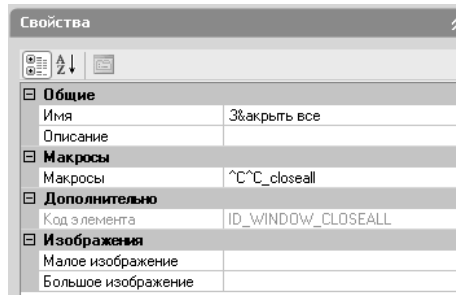 Свойства
Общие
Имя З&акрыть все
Описание
Макросы
Макросы ^C^C_closeall
Дополнительно
Код элемента ID_WINDOW_CLOSEALL
Изображения
Малое изображение
Большое изображение